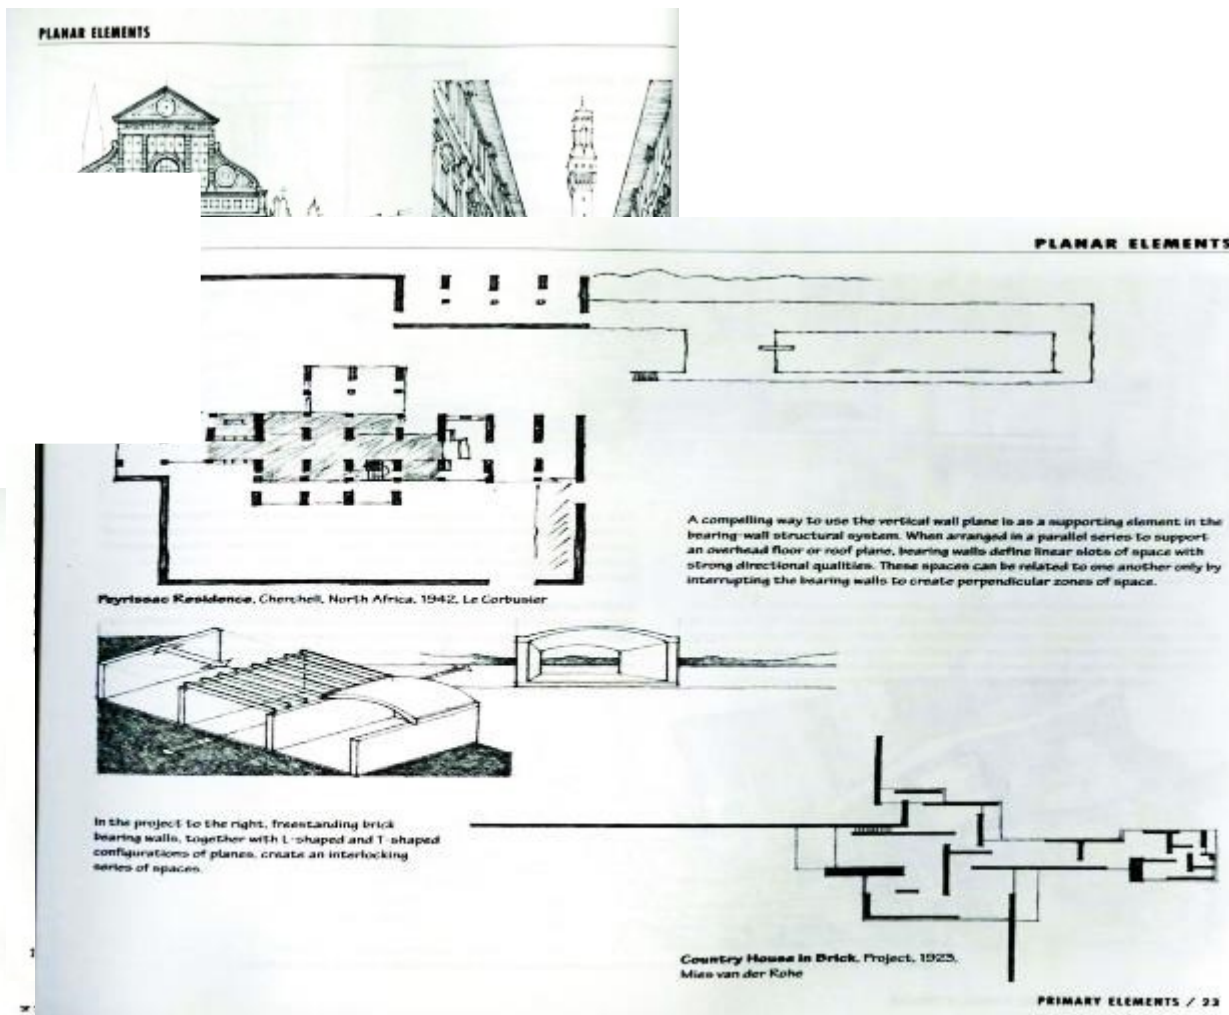 PLANAR ELEMENTS
PLANAR ELEMENTS
A compelling way to use the vertical wall plane is as a supporting element in the
bearing-wall structural system. When arranged in a parallel series to support
an overhead floor or roof plane, bearing walls define linear slots of space with
strong directional qualities. These spaces can be related to one another only by
interrupting the bearing walls to create perpendicular zones of space.
Peyrissac Residence, Cherchell, North Africa, 1942, Le Corbusier
In the project to the right, freestanding brick
bearing walls, together with L-shaped and T-shaped
configurations of planes, create an interlocking
series of spaces.
Country House in Brick, Project, 1923,
Mies van der Rohe
PRIMARY ELEMENTS / 23